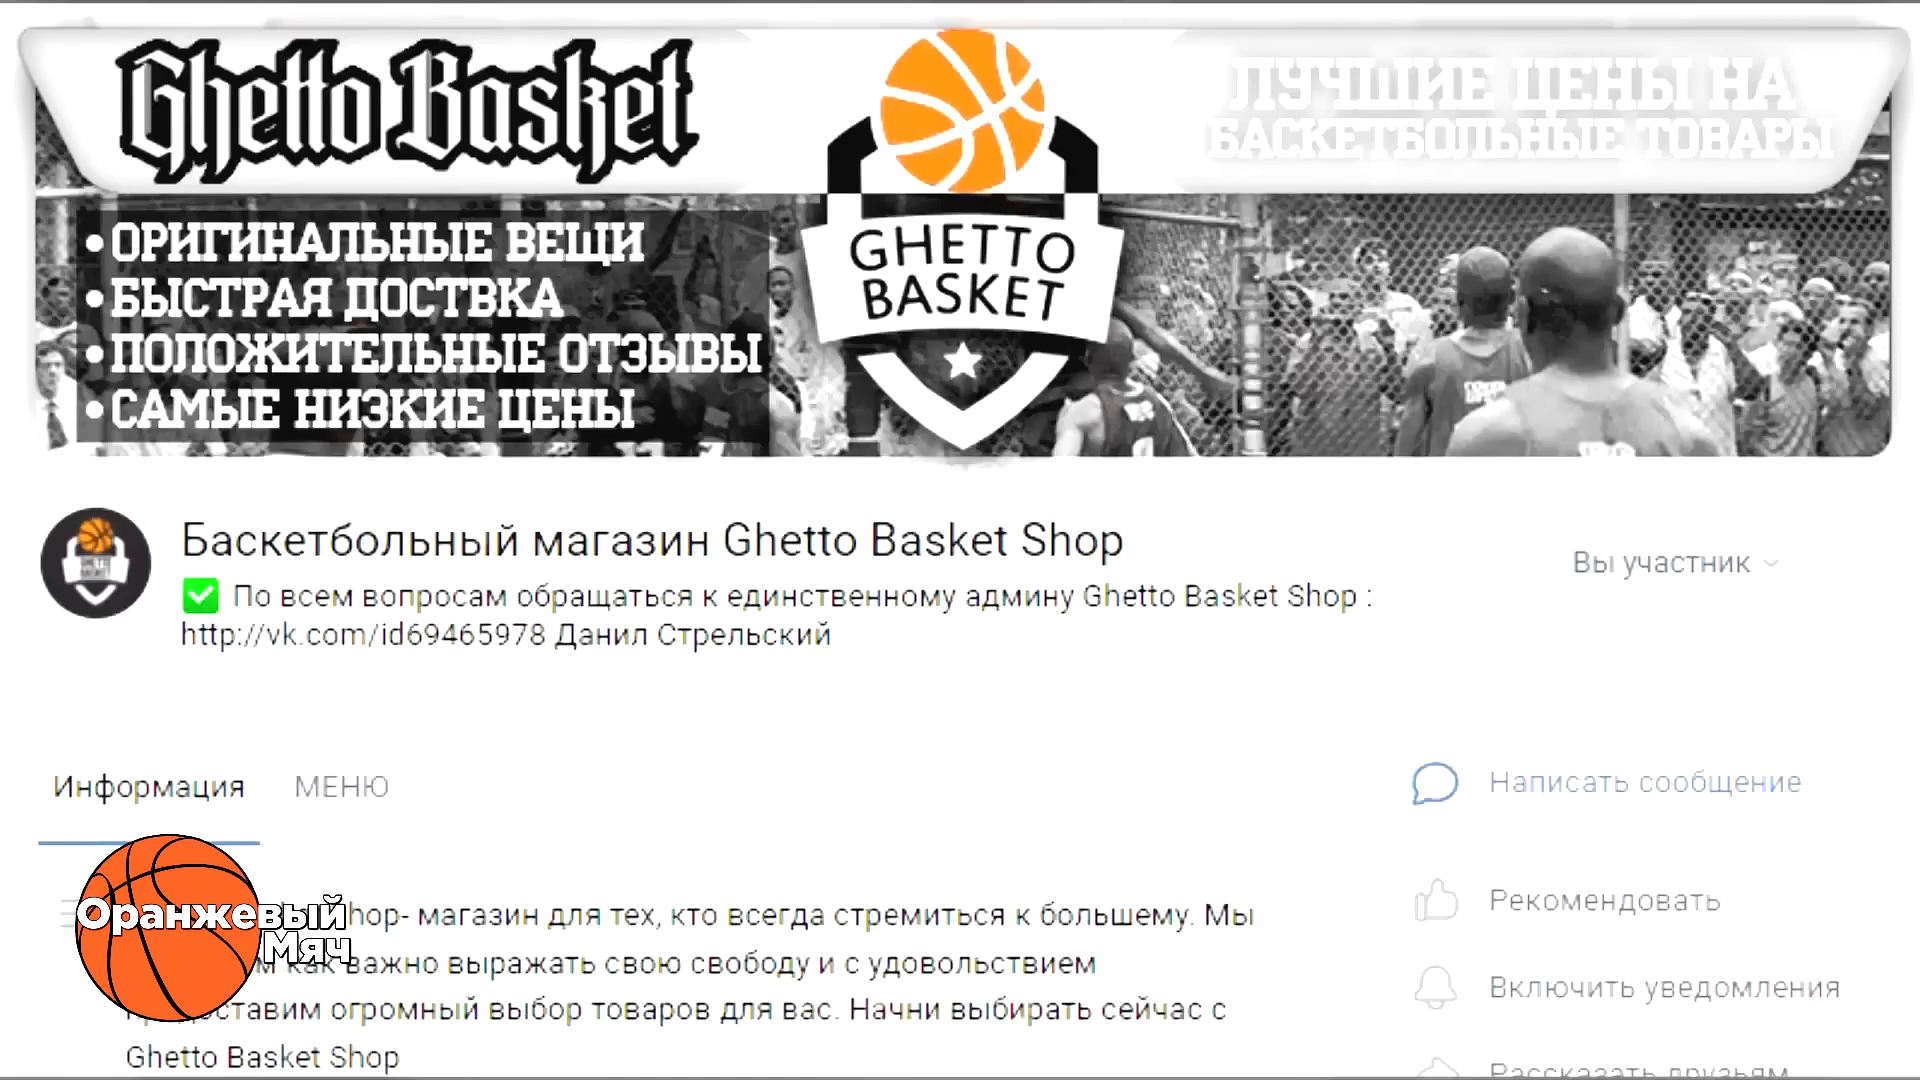 Ghetto Basket
ЛУЧШИЕ ЦЕНЫ НА
БАСКЕТБОЛЬНЫЕ ТОВАРЫ
•ОРИГИНАЛЬНЫЕ ВЕЩИ
•БЫСТРАЯ ДОСТВКА
•ПОЛОЖИТЕЛЬНЫЕ ОТЗЫВЫ
•САМЫЕ НИЗКИЕ ЦЕНЫ
GHETTO
BASKET
Баскетбольный магазин Ghetto Basket Shop
Вы участник
По всем вопросам обращаться к единственному админу Ghetto Basket Shop :
http://vk.com/id69465978 Данил Стрельский
Информация
МЕНЮ
Написать сообщение
Оранжевый
Мяч
hop- магазин для тех, кто всегда стремиться к большему. Мы
м как важно выражать свою свободу и с удовольствием
ставим огромный выбор товаров для вас. Начни выбирать сейчас с
Ghetto Basket Shop
Рекомендовать
Включить уведомления
Рассказать друзьям